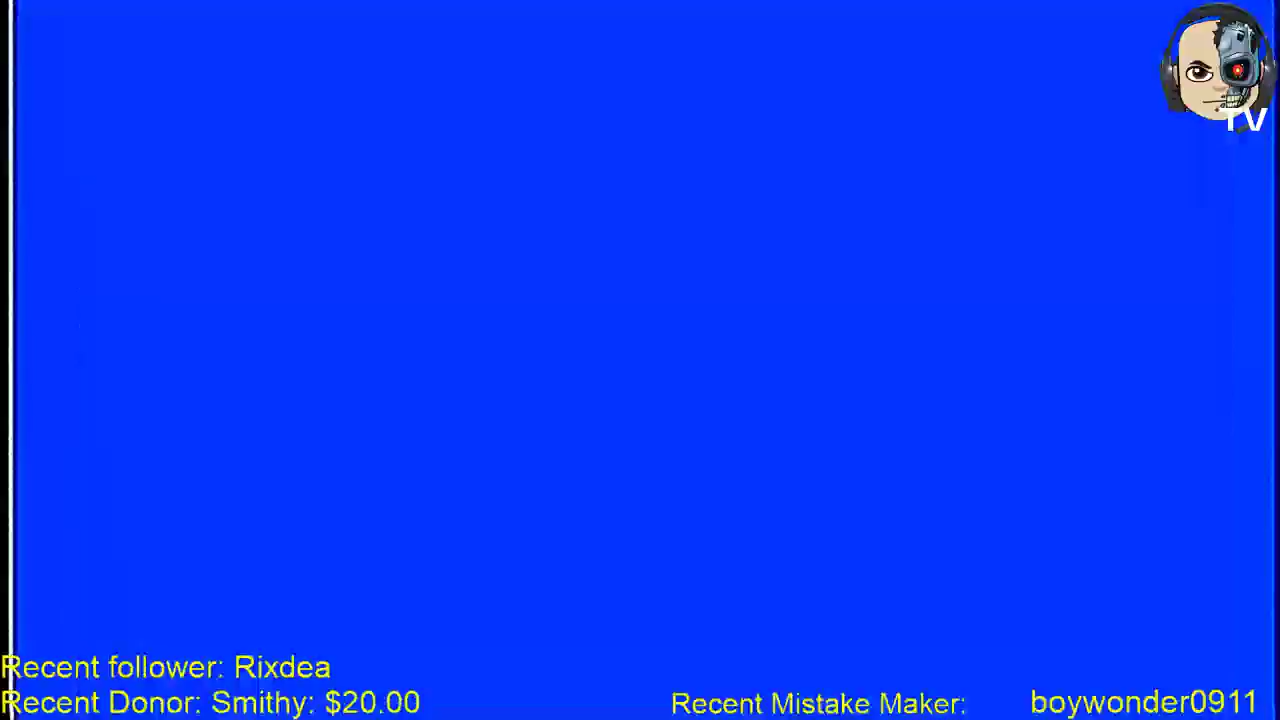 TV
Recent follower: Rixdea
Recent Donor: Smithy: $20.00
Recent Mistake Maker: boywonder0911